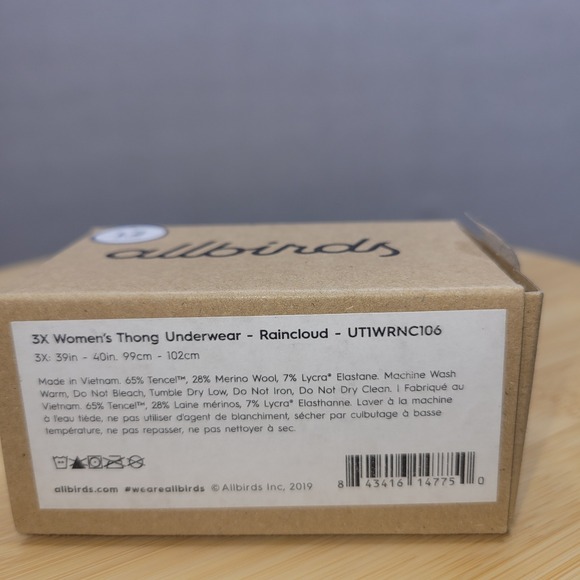 allbirds
3X Women's Thong Underwear - Raincloud - UT1WRNC106
3X: 39in - 40in. 99cm - 102cm
Made in Vietnam. 65% Tencel™, 28% Merino Wool, 7% Lycra® Elastane. Machine Wash
Warm, Do Not Bleach, Tumble Dry Low, Do Not Iron, Do Not Dry Clean. | Fabriqué au
Vietnam. 65% Tencel™, 28% Laine mérinos, 7% Lycra® Elasthanne. Laver à la machine
à l'eau tiède, ne pas utiliser d'agent de blanchiment, sécher par culbutage à basse
température, ne pas repasser, ne pas nettoyer à sec.
allbirds.com #weareallbirds © Allbirds Inc, 2019
8 43416 14775 0